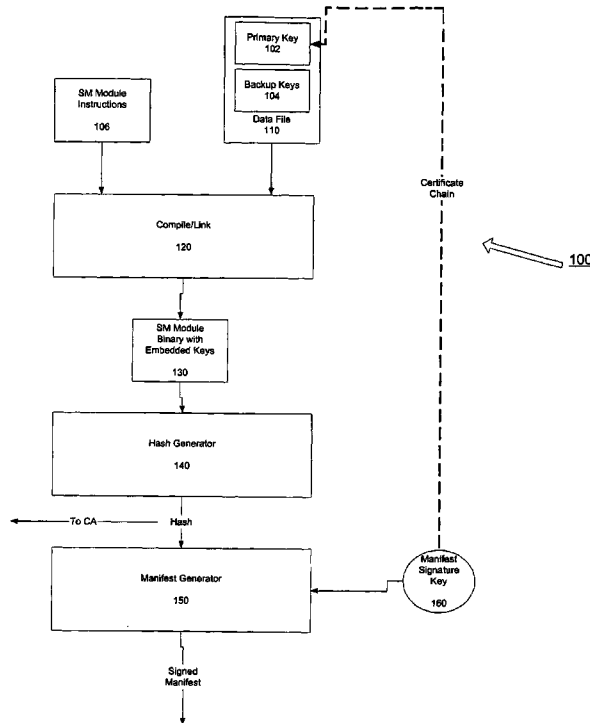 Primary Key
102
Backup Keys
104
Data File
110
SM Module
Instructions
106
Certificate
Chain
Compile/Link
120
100
SM Module
Binary with
Embedded Keys
130
Hash Generator
140
To CA
Hash
Manifest Generator
150
Manifest
Signature
Key
160
Signed
Manifest